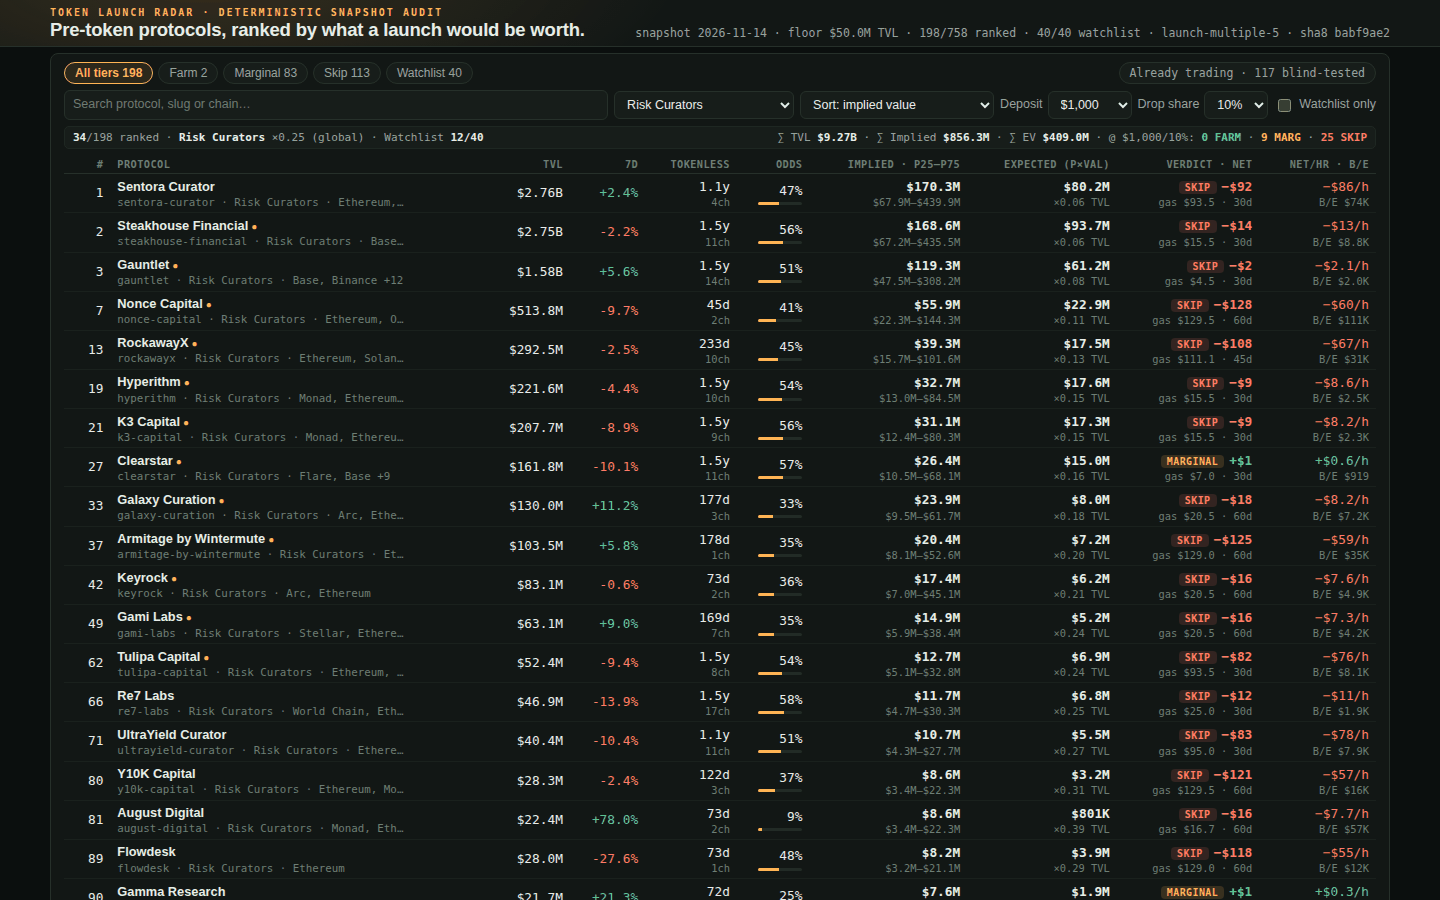 TOKEN LAUNCH RADAR · DETERMINISTIC SNAPSHOT AUDIT
Pre-token protocols, ranked by what a launch would be worth.
snapshot 2026-11-14 · floor $50.0M TVL · 198/758 ranked · 40/40 watchlist · launch-multiple-5 · sha8 babf9ae2
All tiers 198 Farm 2 Marginal 83 Skip 113 Watchlist 40 Already trading · 117 blind-tested
Search protocol, slug or chain… Risk Curators Sort: implied value Deposit $1,000 Drop share 10% Watchlist only
34/198 ranked · Risk Curators ×0.25 (global) · Watchlist 12/40 ∑ TVL $9.27B · ∑ Implied $856.3M · ∑ EV $409.0M · @ $1,000/10%: 0 FARM · 9 MARG · 25 SKIP
# PROTOCOL TVL 7D TOKENLESS ODDS IMPLIED · P25–P75 EXPECTED (P×VAL) VERDICT · NET NET/HR · B/E
1 Sentora Curator $2.76B +2.4% 1.1y 47% $170.3M $80.2M SKIP −$92 −$86/h
sentora-curator · Risk Curators · Ethereum,… 4ch $67.9M–$439.9M ×0.06 TVL gas $93.5 · 30d B/E $74K
2 Steakhouse Financial $2.75B -2.2% 1.5y 56% $168.6M $93.7M SKIP −$14 −$13/h
steakhouse-financial · Risk Curators · Base… 11ch $67.2M–$435.5M ×0.06 TVL gas $15.5 · 30d B/E $8.8K
3 Gauntlet $1.58B +5.6% 1.5y 51% $119.3M $61.2M SKIP −$2 −$2.1/h
gauntlet · Risk Curators · Base, Binance +12 14ch $47.5M–$308.2M ×0.08 TVL gas $4.5 · 30d B/E $2.0K
7 Nonce Capital $513.8M -9.7% 45d 41% $55.9M $22.9M SKIP −$128 −$60/h
nonce-capital · Risk Curators · Ethereum, O… 2ch $22.3M–$144.3M ×0.11 TVL gas $129.5 · 60d B/E $111K
13 RockawayX $292.5M -2.5% 233d 45% $39.3M $17.5M SKIP −$108 −$67/h
rockawayx · Risk Curators · Ethereum, Solan… 10ch $15.7M–$101.6M ×0.13 TVL gas $111.1 · 45d B/E $31K
19 Hyperithm $221.6M -4.4% 1.5y 54% $32.7M $17.6M SKIP −$9 −$8.6/h
hyperithm · Risk Curators · Monad, Ethereum… 10ch $13.0M–$84.5M ×0.15 TVL gas $15.5 · 30d B/E $2.5K
21 K3 Capital $207.7M -8.9% 1.5y 56% $31.1M $17.3M SKIP −$9 −$8.2/h
k3-capital · Risk Curators · Monad, Ethereu… 9ch $12.4M–$80.3M ×0.15 TVL gas $15.5 · 30d B/E $2.3K
27 Clearstar $161.8M -10.1% 1.5y 57% $26.4M $15.0M MARGINAL +$1 +$0.6/h
clearstar · Risk Curators · Flare, Base +9 11ch $10.5M–$68.1M ×0.16 TVL gas $7.0 · 30d B/E $919
33 Galaxy Curation $130.0M +11.2% 177d 33% $23.9M $8.0M SKIP −$18 −$8.2/h
galaxy-curation · Risk Curators · Arc, Ethe… 3ch $9.5M–$61.7M ×0.18 TVL gas $20.5 · 60d B/E $7.2K
37 Armitage by Wintermute $103.5M +5.8% 178d 35% $20.4M $7.2M SKIP −$125 −$59/h
armitage-by-wintermute · Risk Curators · Et… 1ch $8.1M–$52.6M ×0.20 TVL gas $129.0 · 60d B/E $35K
42 Keyrock $83.1M -0.6% 73d 36% $17.4M $6.2M SKIP −$16 −$7.6/h
keyrock · Risk Curators · Arc, Ethereum 2ch $7.0M–$45.1M ×0.21 TVL gas $20.5 · 60d B/E $4.9K
49 Gami Labs $63.1M +9.0% 169d 35% $14.9M $5.2M SKIP −$16 −$7.3/h
gami-labs · Risk Curators · Stellar, Ethere… 7ch $5.9M–$38.4M ×0.24 TVL gas $20.5 · 60d B/E $4.2K
62 Tulipa Capital $52.4M -9.4% 1.5y 54% $12.7M $6.9M SKIP −$82 −$76/h
tulipa-capital · Risk Curators · Ethereum, … 8ch $5.1M–$32.8M ×0.24 TVL gas $93.5 · 30d B/E $8.1K
66 Re7 Labs $46.9M -13.9% 1.5y 58% $11.7M $6.8M SKIP −$12 −$11/h
re7-labs · Risk Curators · World Chain, Eth… 17ch $4.7M–$30.3M ×0.25 TVL gas $25.0 · 30d B/E $1.9K
71 UltraYield Curator $40.4M -10.4% 1.1y 51% $10.7M $5.5M SKIP −$83 −$78/h
ultrayield-curator · Risk Curators · Ethere… 11ch $4.3M–$27.7M ×0.27 TVL gas $95.0 · 30d B/E $7.9K
80 Y10K Capital $28.3M -2.4% 122d 37% $8.6M $3.2M SKIP −$121 −$57/h
y10k-capital · Risk Curators · Ethereum, Mo… 3ch $3.4M–$22.3M ×0.31 TVL gas $129.5 · 60d B/E $16K
81 August Digital $22.4M +78.0% 73d 9% $8.6M $801K SKIP −$16 −$7.7/h
august-digital · Risk Curators · Monad, Eth… 2ch $3.4M–$22.3M ×0.39 TVL gas $16.7 · 60d B/E $57K
89 Flowdesk $28.0M -27.6% 73d 48% $8.2M $3.9M SKIP −$118 −$55/h
flowdesk · Risk Curators · Ethereum 1ch $3.2M–$21.1M ×0.29 TVL gas $129.0 · 60d B/E $12K
90 Gamma Research $21.7M +21.3% 72d 25% $7.6M $1.9M MARGINAL +$1 +$0.3/h